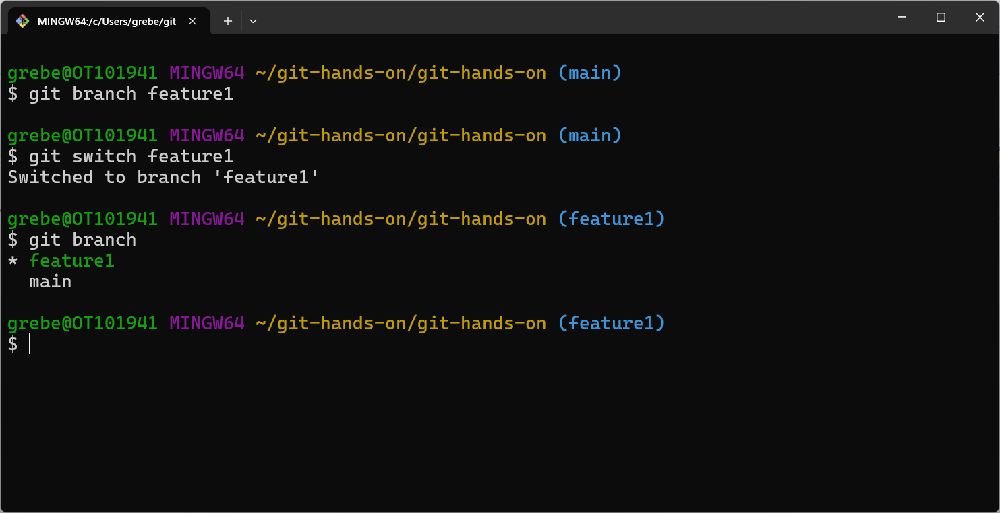 MINGW64:/c/Users/grebe/git
grebe@OT101941 MINGW64 ~/git-hands-on/git-hands-on (main)
$ git branch feature1
grebe@OT101941 MINGW64 ~/git-hands-on/git-hands-on (main)
$ git switch feature1
Switched to branch 'feature1'
grebe@OT101941 MINGW64 ~/git-hands-on/git-hands-on (feature1)
$ git branch
* feature1
  main
grebe@OT101941 MINGW64 ~/git-hands-on/git-hands-on (feature1)
$